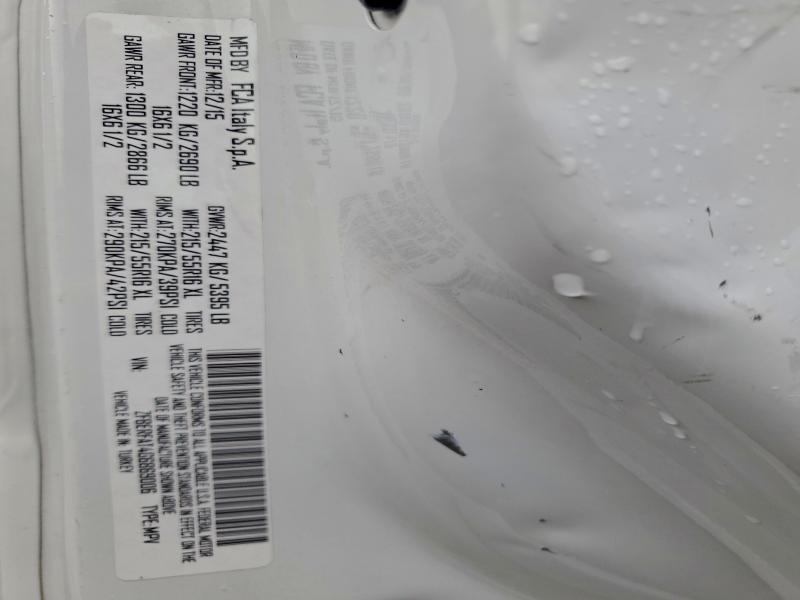 MFD BY FCA Italy S.p.A.
DATE OF MFR:12/15 GVWR:2447 KG/5395 LB
GAWR FRONT:1220 KG/2690 LB WITH:215/55R16 XL TIRES
16X6 1/2 RIMS AT:270KPA/39PSI COLD
GAWR REAR:1300 KG/2866 LB WITH:215/55R16 XL TIRES
16X6 1/2 RIMS AT:290KPA/42PSI COLD
THIS VEHICLE CONFORMS TO ALL APPLICABLE U.S.A. FEDERAL MOTOR
VEHICLE SAFETY AND THEFT PREVENTION STANDARDS IN EFFECT ON THE
DATE OF MANUFACTURE SHOWN ABOVE
VIN: TYPE:MPV
VEHICLE MADE IN TURKEY